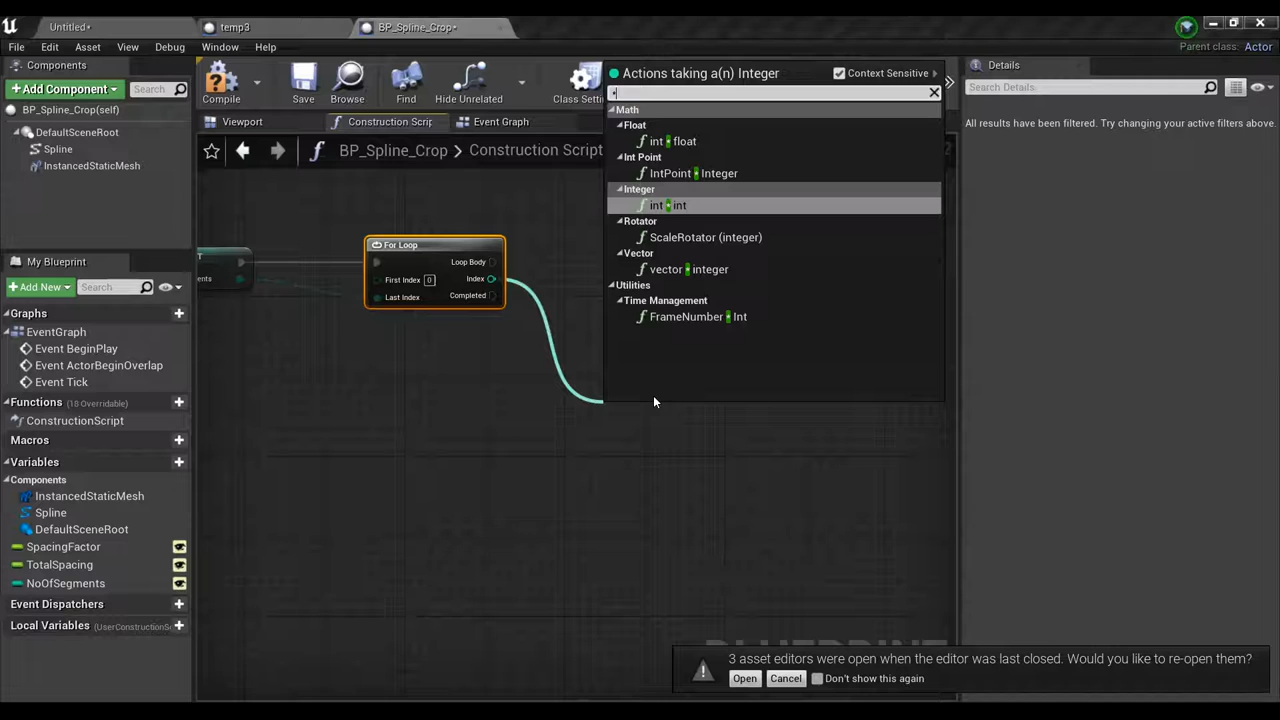 Untitled•
temp3
BP_Spline_Crop•
File Edit Asset View Debug Window Help
Parent class: Actor
Components
+Add Component
Search
BP_Spline_Crop(self)
DefaultSceneRoot
Spline
InstancedStaticMesh
Compile Save Browse Find Hide Unrelated Class Setti
Viewport Construction Scrip Event Graph
BP_Spline_Crop > Construction Script
Actions taking a(n) Integer
Context Sensitive
*
Math
Float
int * float
Int Point
IntPoint * Integer
Integer
int * int
Rotator
ScaleRotator (integer)
Vector
vector * integer
Utilities
Time Management
FrameNumber * Int
Details
Search Details
All results have been filtered. Try changing your active filters above
T
ents
For Loop
Loop Body
First Index 0 Index
Last Index Completed
My Blueprint
+Add New Search
Graphs
EventGraph
Event BeginPlay
Event ActorBeginOverlap
Event Tick
Functions (18 Overridable)
ConstructionScript
Macros
Variables
Components
InstancedStaticMesh
Spline
DefaultSceneRoot
SpacingFactor
TotalSpacing
NoOfSegments
Event Dispatchers
Local Variables (UserConstructionSc
3 asset editors were open when the editor was last closed. Would you like to re-open them?
Open Cancel Don't show this again